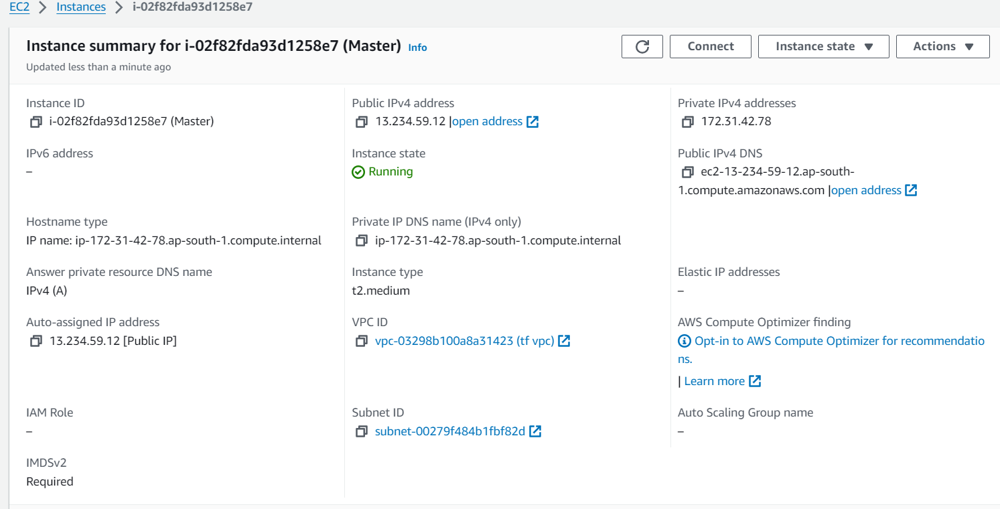 EC2 > Instances > i-02f82fda93d1258e7
Instance summary for i-02f82fda93d1258e7 (Master) Info
Updated less than a minute ago
Connect
Instance state
Actions
Instance ID
i-02f82fda93d1258e7 (Master)
Public IPv4 address
13.234.59.12 |open address
Private IPv4 addresses
172.31.42.78
IPv6 address
–
Instance state
Running
Public IPv4 DNS
ec2-13-234-59-12.ap-south-
1.compute.amazonaws.com |open address
Hostname type
IP name: ip-172-31-42-78.ap-south-1.compute.internal
Private IP DNS name (IPv4 only)
ip-172-31-42-78.ap-south-1.compute.internal
Answer private resource DNS name
IPv4 (A)
Instance type
t2.medium
Elastic IP addresses
–
Auto-assigned IP address
13.234.59.12 [Public IP]
VPC ID
vpc-03298b100a8a31423 (tf vpc)
AWS Compute Optimizer finding
Opt-in to AWS Compute Optimizer for recommendatio
ns.
| Learn more
IAM Role
–
Subnet ID
subnet-00279f484b1fbf82d
Auto Scaling Group name
–
IMDSv2
Required